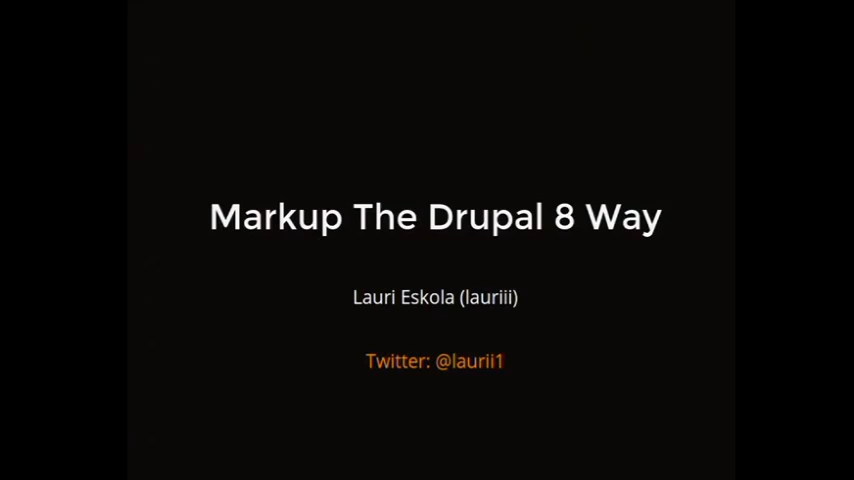 Markup The Drupal 8 Way
Lauri Eskola (lauriii)
Twitter: @laurii1